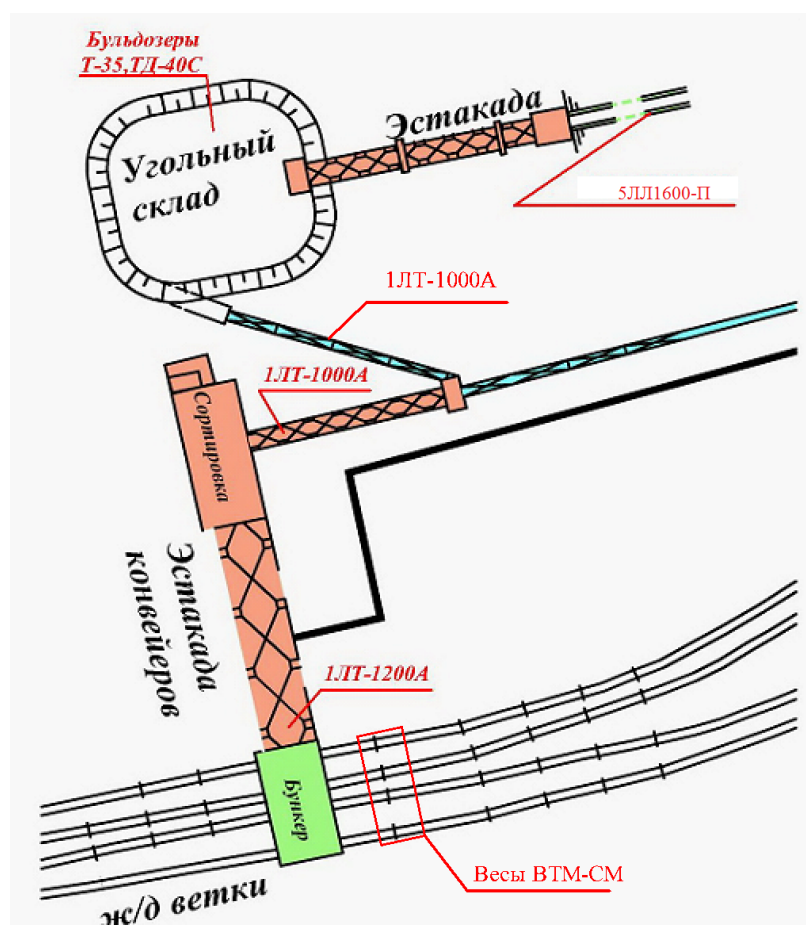 Бульдозеры
Т-35,ТД-40С
Эстакада
Угольный
склад
5ЛЛ1600-П
1ЛТ-1000А
1ЛТ-1000А
Сортировка
Эстакада
конвейеров
1ЛТ-1200А
Бункер
Весы ВТМ-СМ
ж/д ветки